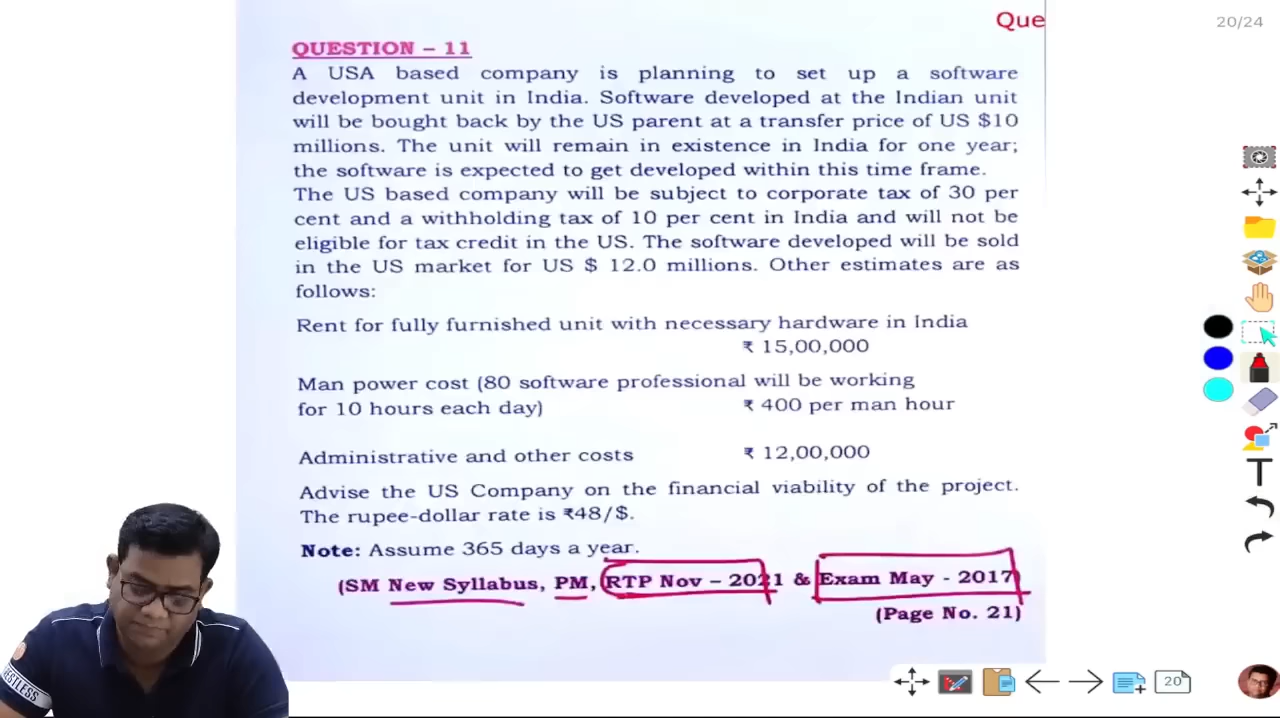 Que
20/24
QUESTION – 11
A USA based company is planning to set up a software
development unit in India. Software developed at the Indian unit
will be bought back by the US parent at a transfer price of US $10
millions. The unit will remain in existence in India for one year;
the software is expected to get developed within this time frame.
The US based company will be subject to corporate tax of 30 per
cent and a withholding tax of 10 per cent in India and will not be
eligible for tax credit in the US. The software developed will be sold
in the US market for US $ 12.0 millions. Other estimates are as
follows:
Rent for fully furnished unit with necessary hardware in India
₹ 15,00,000
Man power cost (80 software professional will be working
for 10 hours each day) ₹ 400 per man hour
Administrative and other costs ₹ 12,00,000
Advise the US Company on the financial viability of the project.
The rupee-dollar rate is ₹48/$.
Note: Assume 365 days a year.
(SM New Syllabus, PM, RTP Nov – 2021 & Exam May - 2017)
(Page No. 21)
RESTLESS
T
20